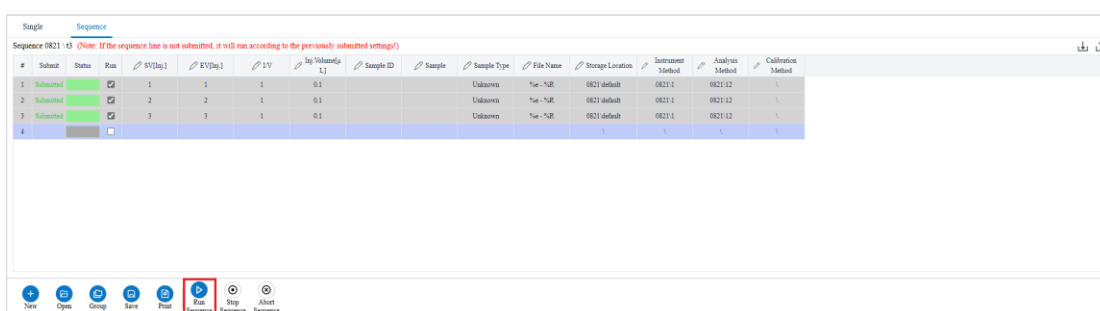 Single Sequence
Sequence 0821 \ t3 (Note: If the sequence line is not submitted, it will run according to the previously submitted settings!)
# Submit Status Run SV[Inj.] EV[Inj.] I/V Inj.Volume[μL] Sample ID Sample Sample Type File Name Storage Location Instrument Method Analysis Method Calibration Method
1 Submitted 1 1 1 0.1 Unknown %e - %R 0821\default 0821\1 0821\12 \
2 Submitted 2 2 1 0.1 Unknown %e - %R 0821\default 0821\1 0821\12 \
3 Submitted 3 3 1 0.1 Unknown %e - %R 0821\default 0821\1 0821\12 \
4 \ \ \ \
New Open Group Save Print Run Sequence Stop Sequence Abort Sequence